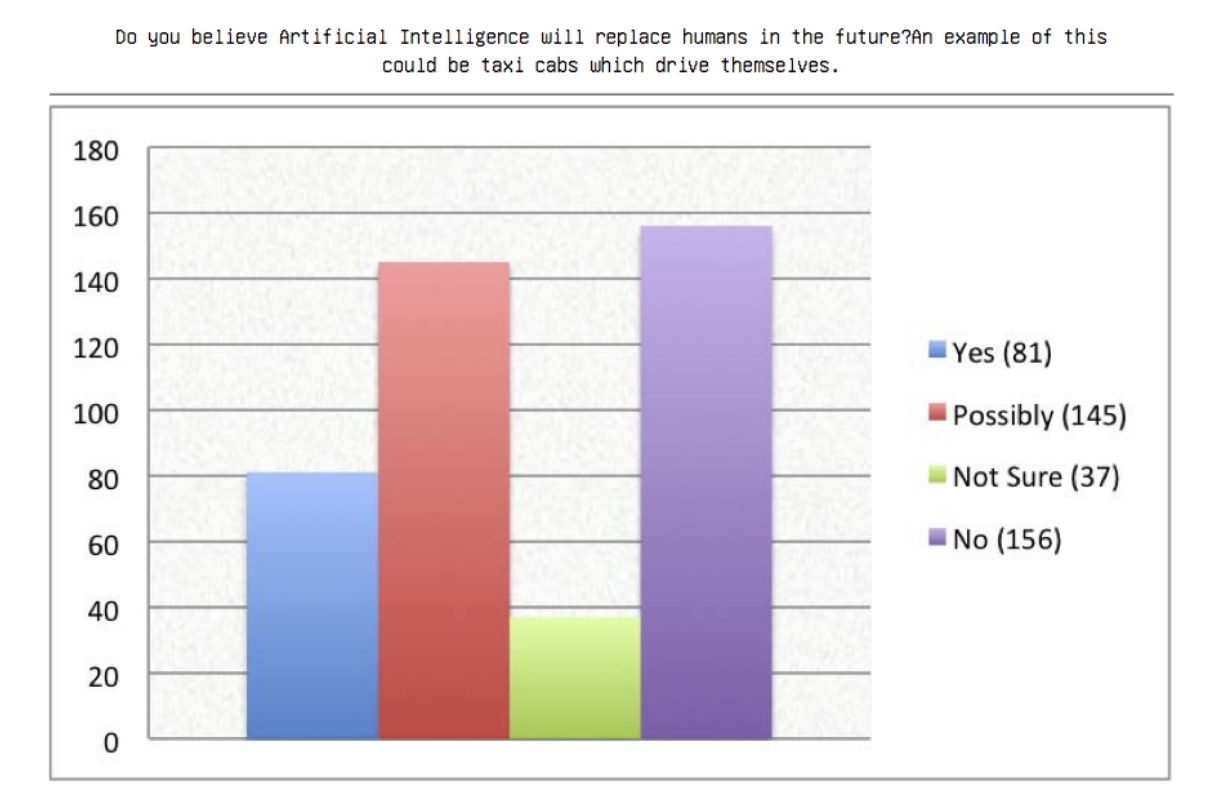 Do you believe Artificial Intelligence will replace humans in the future?An example of this
could be taxi cabs which drive themselves.
180
160
140
120
100
80
60
40
20
0
Yes (81)
Possibly (145)
Not Sure (37)
No (156)